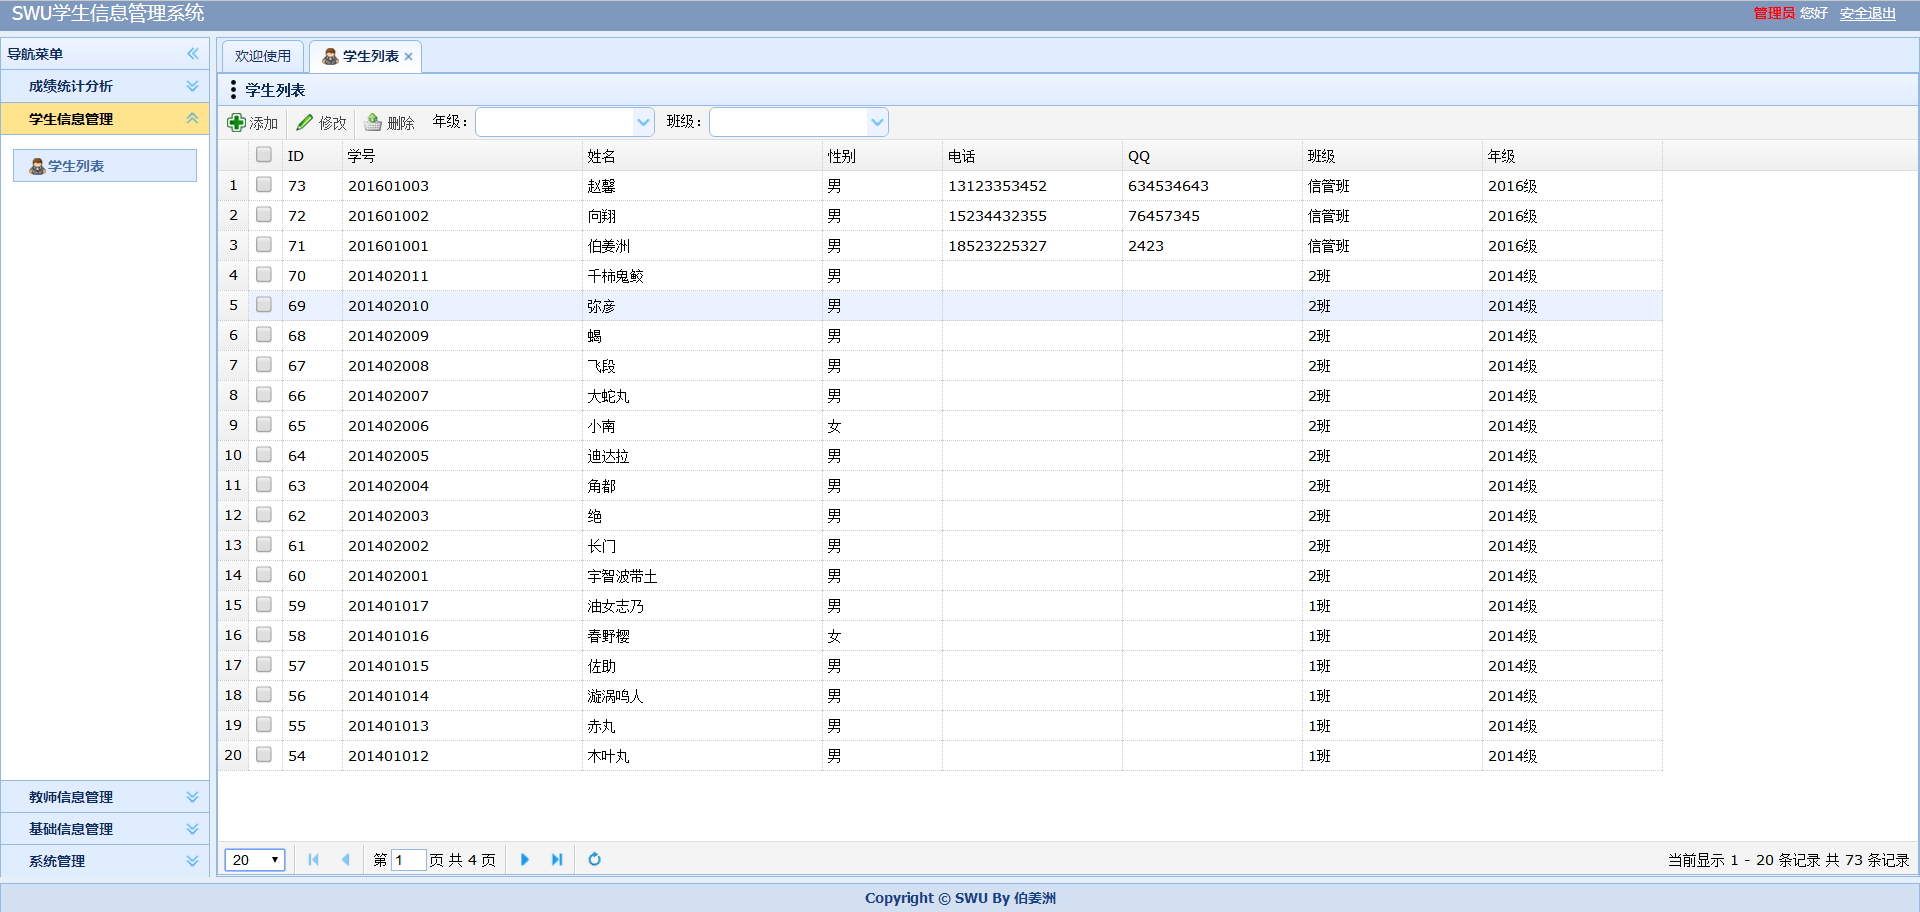 SWU学生信息管理系统
管理员 您好 安全退出
导航菜单
成绩统计分析
学生信息管理
学生列表
教师信息管理
基础信息管理
系统管理
欢迎使用 学生列表
学生列表
添加 修改 删除 年级： 班级：
ID 学号 姓名 性别 电话 QQ 班级 年级
1 73 201601003 赵馨 男 13123353452 634534643 信管班 2016级
2 72 201601002 向翔 男 15234432355 76457345 信管班 2016级
3 71 201601001 伯姜洲 男 18523225327 2423 信管班 2016级
4 70 201402011 千柿鬼鲛 男 2班 2014级
5 69 201402010 弥彦 男 2班 2014级
6 68 201402009 蝎 男 2班 2014级
7 67 201402008 飞段 男 2班 2014级
8 66 201402007 大蛇丸 男 2班 2014级
9 65 201402006 小南 女 2班 2014级
10 64 201402005 迪达拉 男 2班 2014级
11 63 201402004 角都 男 2班 2014级
12 62 201402003 绝 男 2班 2014级
13 61 201402002 长门 男 2班 2014级
14 60 201402001 宇智波带土 男 2班 2014级
15 59 201401017 油女志乃 男 1班 2014级
16 58 201401016 春野樱 女 1班 2014级
17 57 201401015 佐助 男 1班 2014级
18 56 201401014 漩涡鸣人 男 1班 2014级
19 55 201401013 赤丸 男 1班 2014级
20 54 201401012 木叶丸 男 1班 2014级
20 第 1 页 共 4 页
当前显示 1 - 20 条记录 共 73 条记录
Copyright © SWU By 伯姜洲